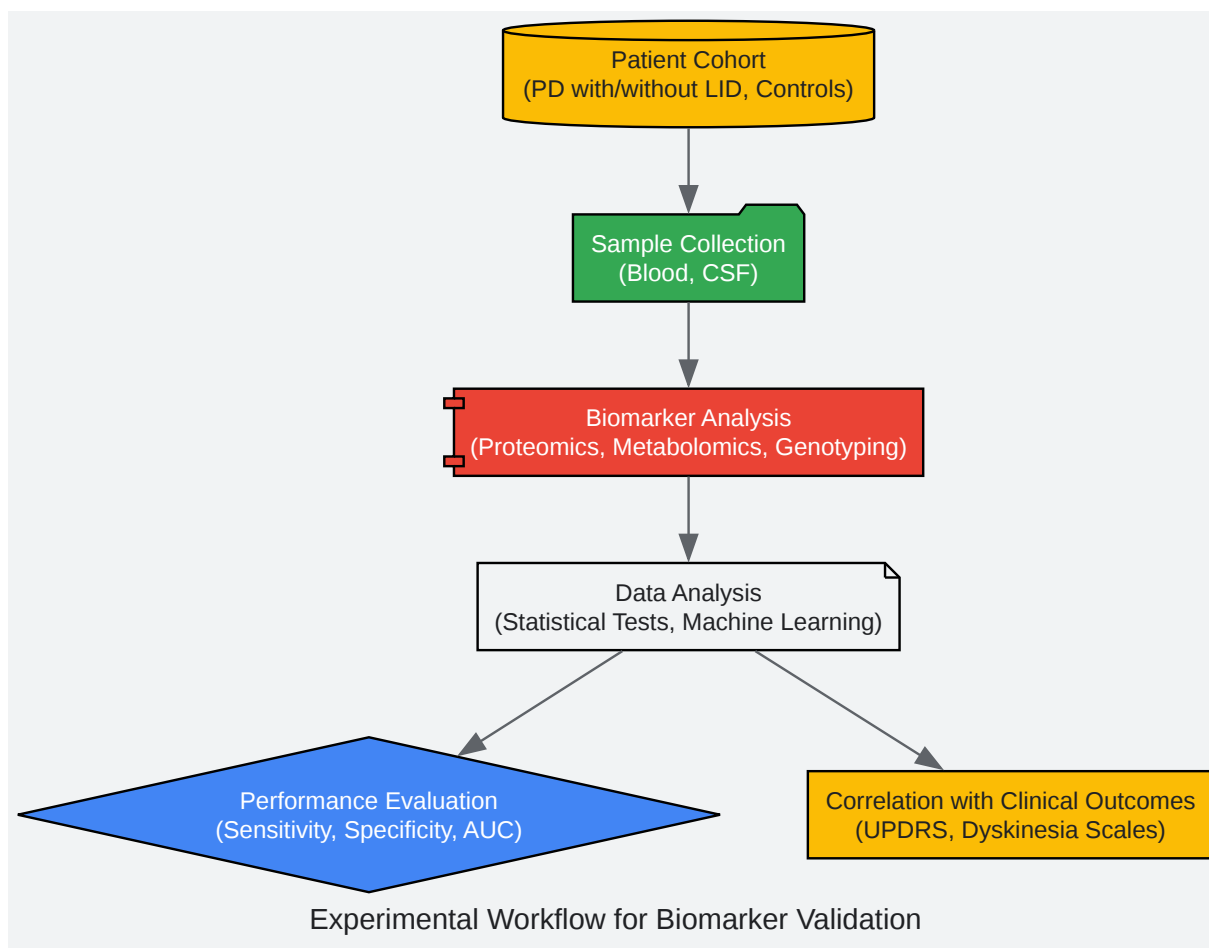 Patient Cohort
(PD with/without LID, Controls)
Sample Collection
(Blood, CSF)
Biomarker Analysis
(Proteomics, Metabolomics, Genotyping)
Data Analysis
(Statistical Tests, Machine Learning)
Performance Evaluation
(Sensitivity, Specificity, AUC)
Correlation with Clinical Outcomes
(UPDRS, Dyskinesia Scales)
Experimental Workflow for Biomarker Validation